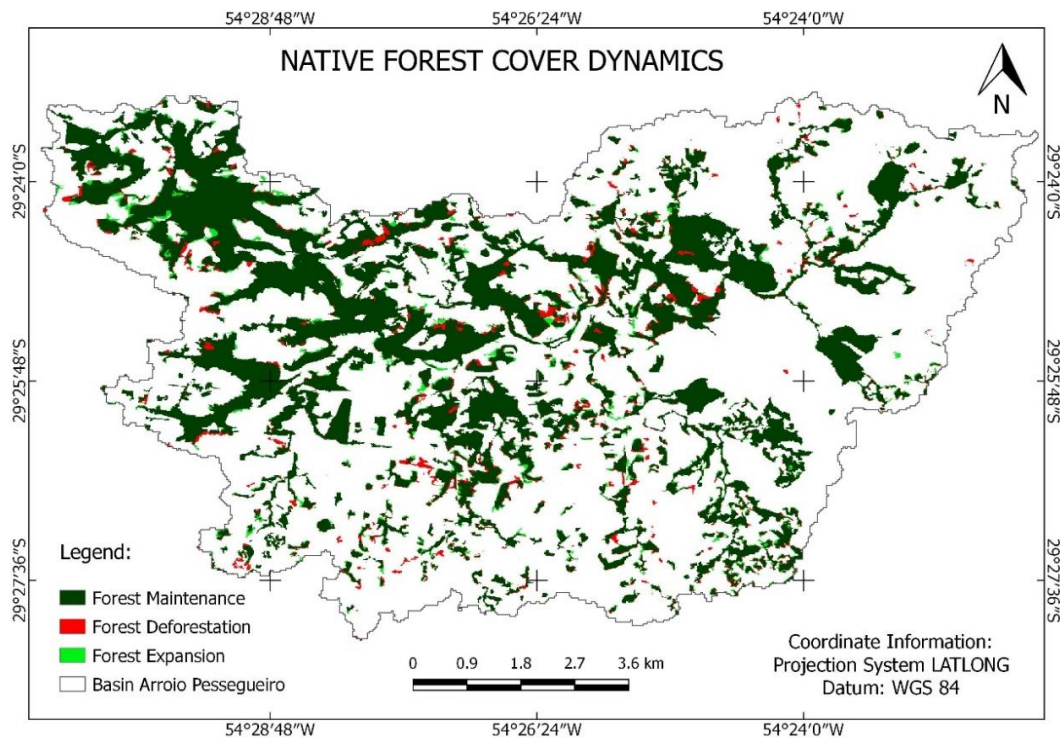 54°28'48"W 54°26'24"W 54°24'0"W
NATIVE FOREST COVER DYNAMICS
N
29°24'0"S 29°24'0"S
29°25'48"S 29°25'48"S
29°27'36"S 29°27'36"S
Legend:
Forest Maintenance
Forest Deforestation
Forest Expansion
Basin Arroio Pessegueiro
0 0.9 1.8 2.7 3.6 km
Coordinate Information:
Projection System LATLONG
Datum: WGS 84
54°28'48"W 54°26'24"W 54°24'0"W